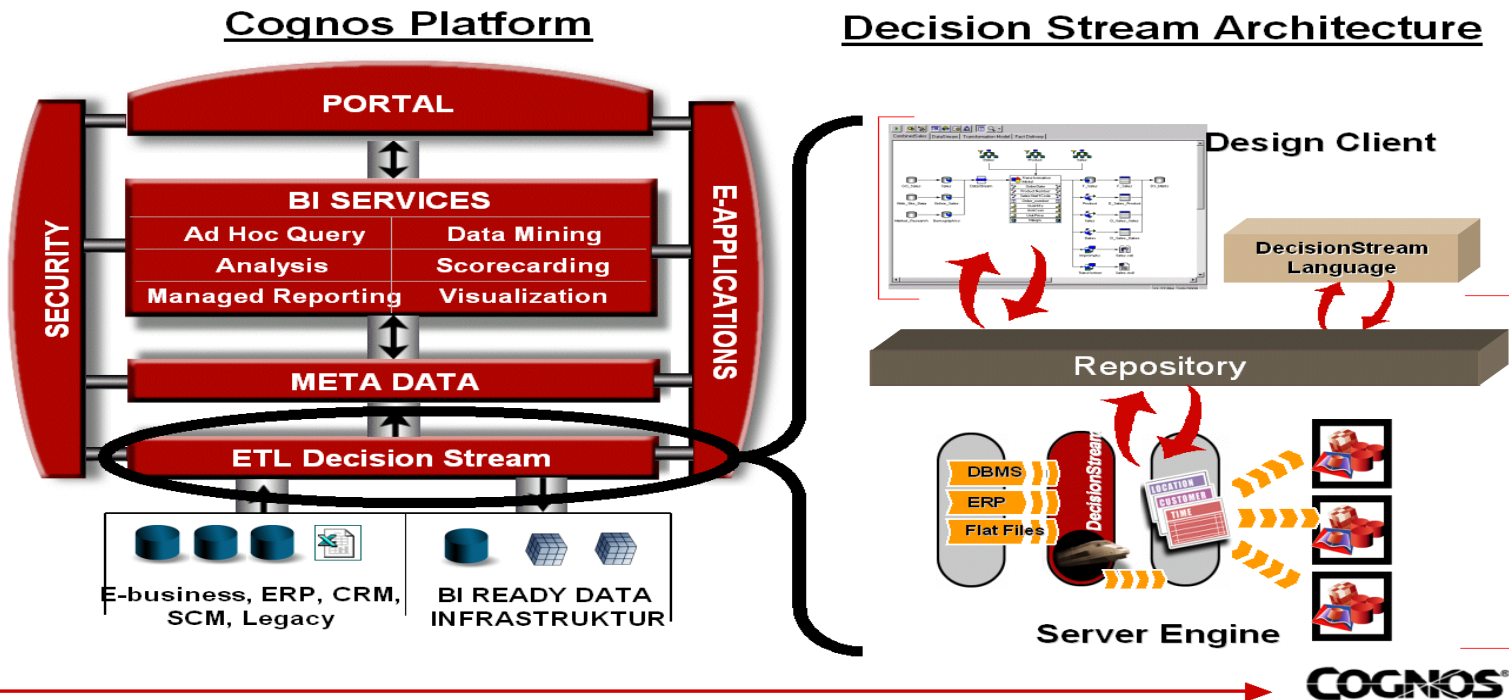 Cognos Platform
Decision Stream Architecture
PORTAL
SECURITY
E-APPLICATIONS
BI SERVICES
Ad Hoc Query
Data Mining
Analysis
Scorecarding
Managed Reporting
Visualization
META DATA
ETL Decision Stream
E-business, ERP, CRM,
SCM, Legacy
BI READY DATA
INFRASTRUKTUR
Design Client
DecisionStream
Language
Repository
DBMS
ERP
Flat Files
DecisionStream
LOCATION
CUSTOMER
TIME
Server Engine
COGNOS®